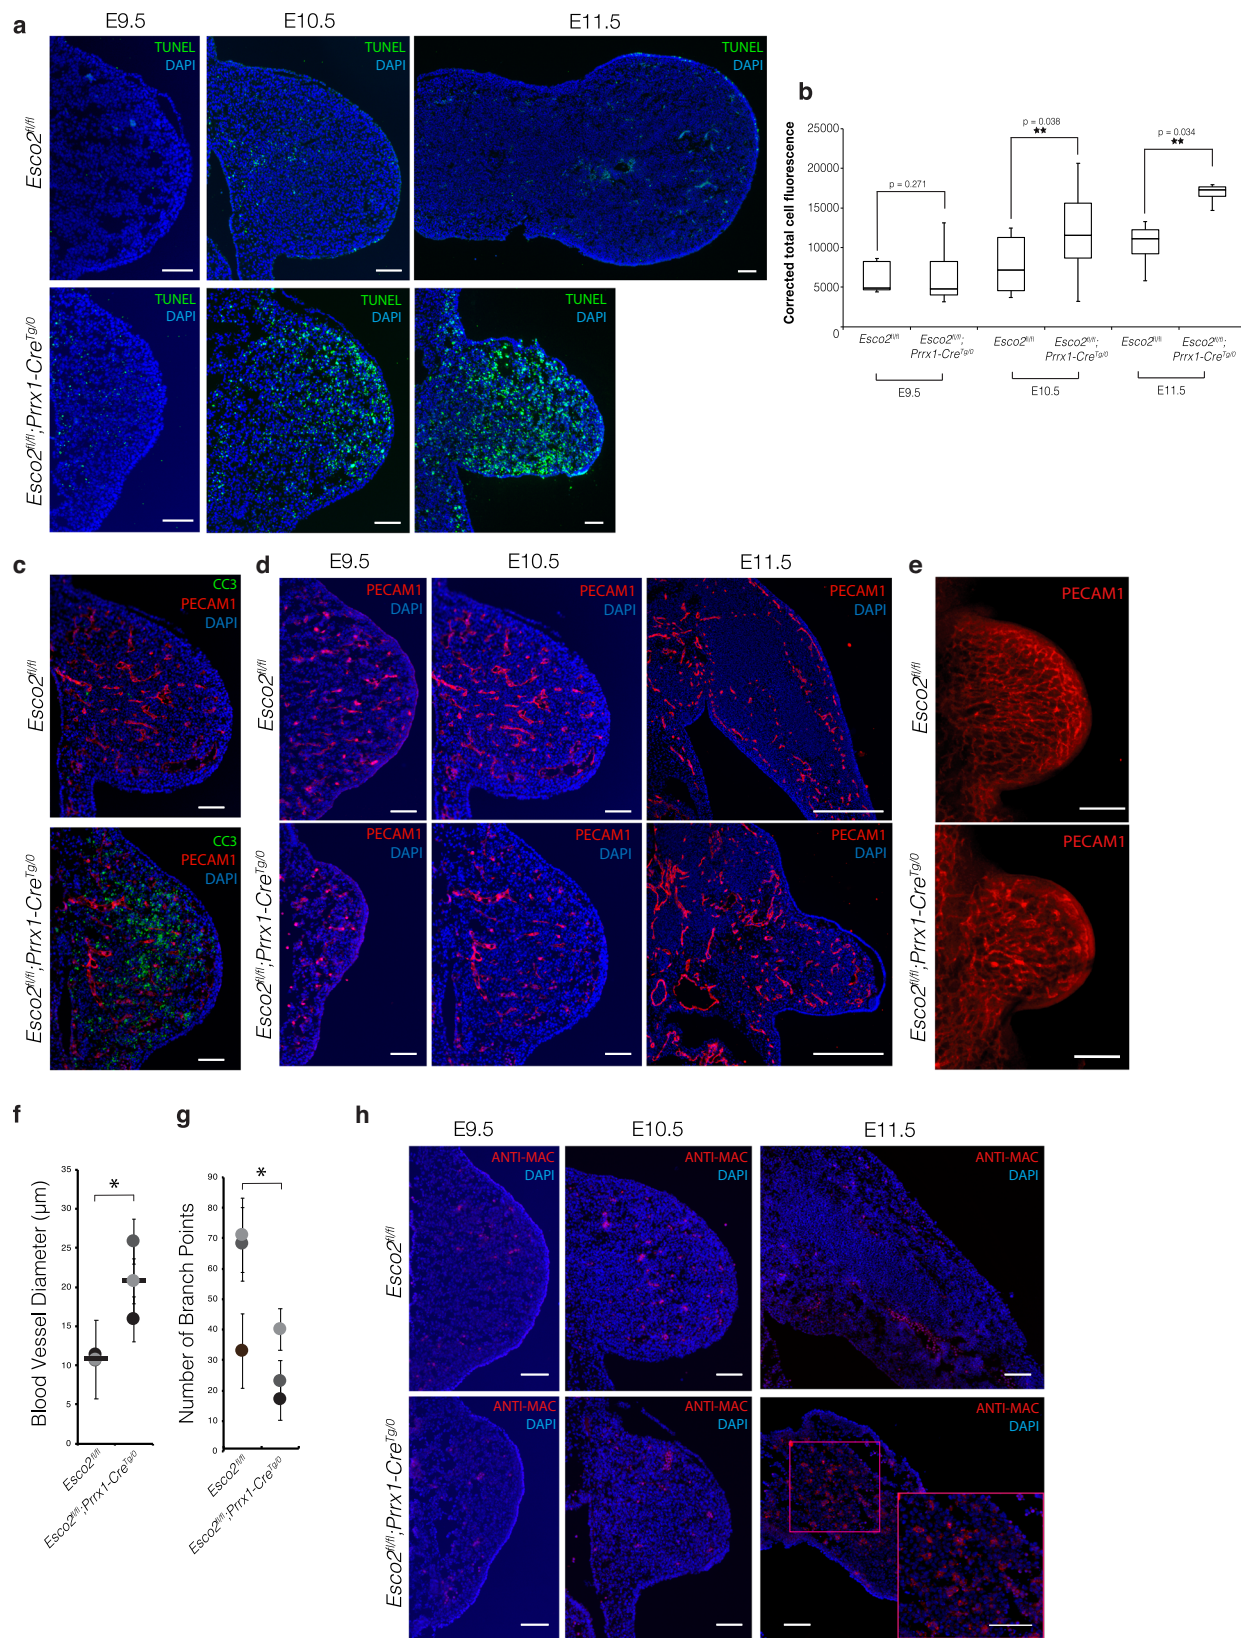 a
E9.5
E10.5
E11.5
Esco2fl/fl
TUNEL
DAPI
TUNEL
DAPI
TUNEL
DAPI
Esco2fl/fl;Prrx1-CreTg/0
TUNEL
DAPI
TUNEL
DAPI
TUNEL
DAPI
b
Corrected total cell fluorescence
25000
20000
15000
10000
5000
0
p = 0.271
p = 0.038
★★
p = 0.034
★★
Esco2fl/fl
Esco2fl/fl;
Prrx1-CreTg/0
Esco2fl/fl
Esco2fl/fl;
Prrx1-CreTg/0
Esco2fl/fl
Esco2fl/fl;
Prrx1-CreTg/0
E9.5
E10.5
E11.5
c
Esco2fl/fl
CC3
PECAM1
DAPI
Esco2fl/fl;Prrx1-CreTg/0
CC3
PECAM1
DAPI
d
E9.5
E10.5
E11.5
Esco2fl/fl
PECAM1
DAPI
PECAM1
DAPI
PECAM1
DAPI
Esco2fl/fl;Prrx1-CreTg/0
PECAM1
DAPI
PECAM1
DAPI
PECAM1
DAPI
e
Esco2fl/fl
PECAM1
Esco2fl/fl;Prrx1-CreTg/0
PECAM1
f
Blood Vessel Diameter (µm)
35
30
25
20
15
10
5
0
*
Esco2fl/fl
Esco2fl/fl;Prrx1-CreTg/0
g
Number of Branch Points
90
80
70
60
50
40
30
20
10
0
*
Esco2fl/fl
Esco2fl/fl;Prrx1-CreTg/0
h
E9.5
E10.5
E11.5
Esco2fl/fl
ANTI-MAC
DAPI
ANTI-MAC
DAPI
ANTI-MAC
DAPI
Esco2fl/fl;Prrx1-CreTg/0
ANTI-MAC
DAPI
ANTI-MAC
DAPI
ANTI-MAC
DAPI